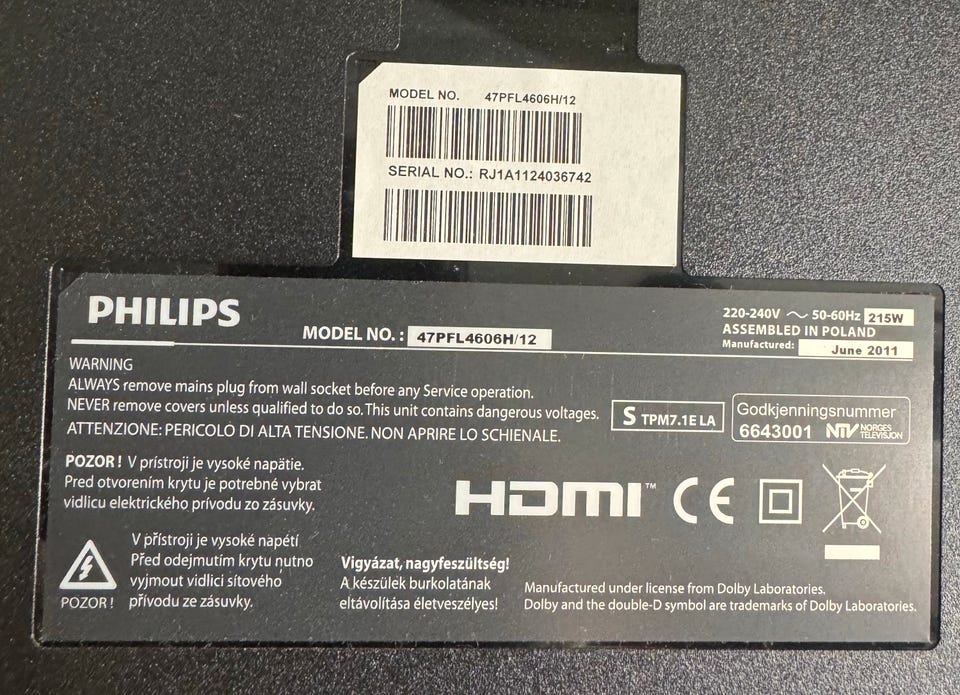 MODEL NO. 47PFL4606H/12
SERIAL NO.: RJ1A1124036742
PHILIPS
MODEL NO. : 47PFL4606H/12
220-240V ~ 50-60Hz 215W
ASSEMBLED IN POLAND
Manufactured: June 2011
WARNING
ALWAYS remove mains plug from wall socket before any Service operation.
NEVER remove covers unless qualified to do so. This unit contains dangerous voltages.
ATTENZIONE: PERICOLO DI ALTA TENSIONE. NON APRIRE LO SCHIENALE.
S TPM7.1E LA
Godkjenningsnummer
6643001 NTV NORGES
TELEVISJON
POZOR ! V prístroji je vysoké napätie.
Pred otvorením krytu je potrebné vybrat
vidlicu elektrického prívodu zo zásuvky.
HDMI™ CE
V přístroji je vysoké napětí
Před odejmutím krytu nutno
vyjmout vidlici síťového
přívodu ze zásuvky.
POZOR !
Vigyázat, nagyfeszültség!
A készülék burkolatának
eltávolítása életveszélyes!
Manufactured under license from Dolby Laboratories.
Dolby and the double-D symbol are trademarks of Dolby Laboratories.